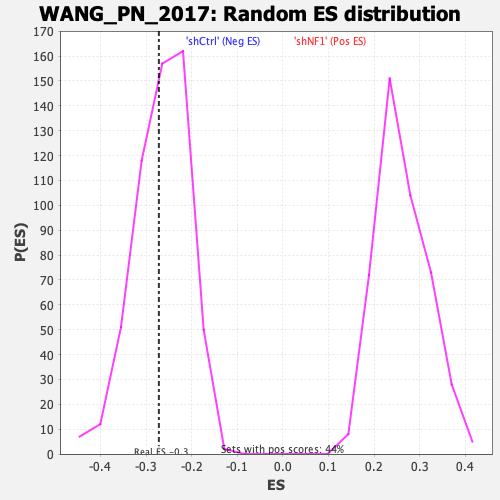 WANG_PN_2017: Random ES distribution
'shCtrl' (Neg ES) 'shNF1' (Pos ES)
170
160
150
140
130
120
110
100
90
80
70
60
50
40
30
20
10
0
P(ES)
Real ES -0.3
Sets with pos scores: 44%
-0.4 -0.3 -0.2 -0.1 0.0 0.1 0.2 0.3 0.4
ES